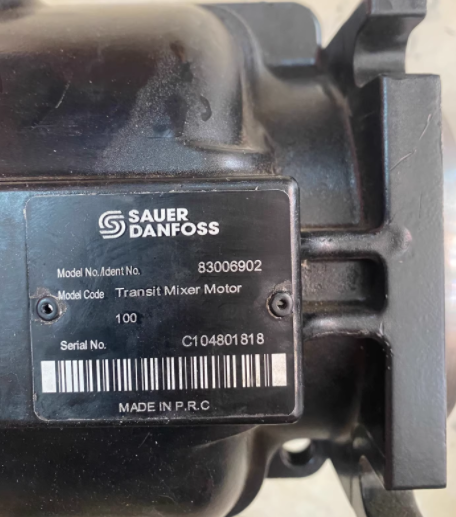 SAUER
DANFOSS
Model No./Ident No. 83006902
Model Code Transit Mixer Motor
100
Serial No. C104801818
MADE IN P.R.C